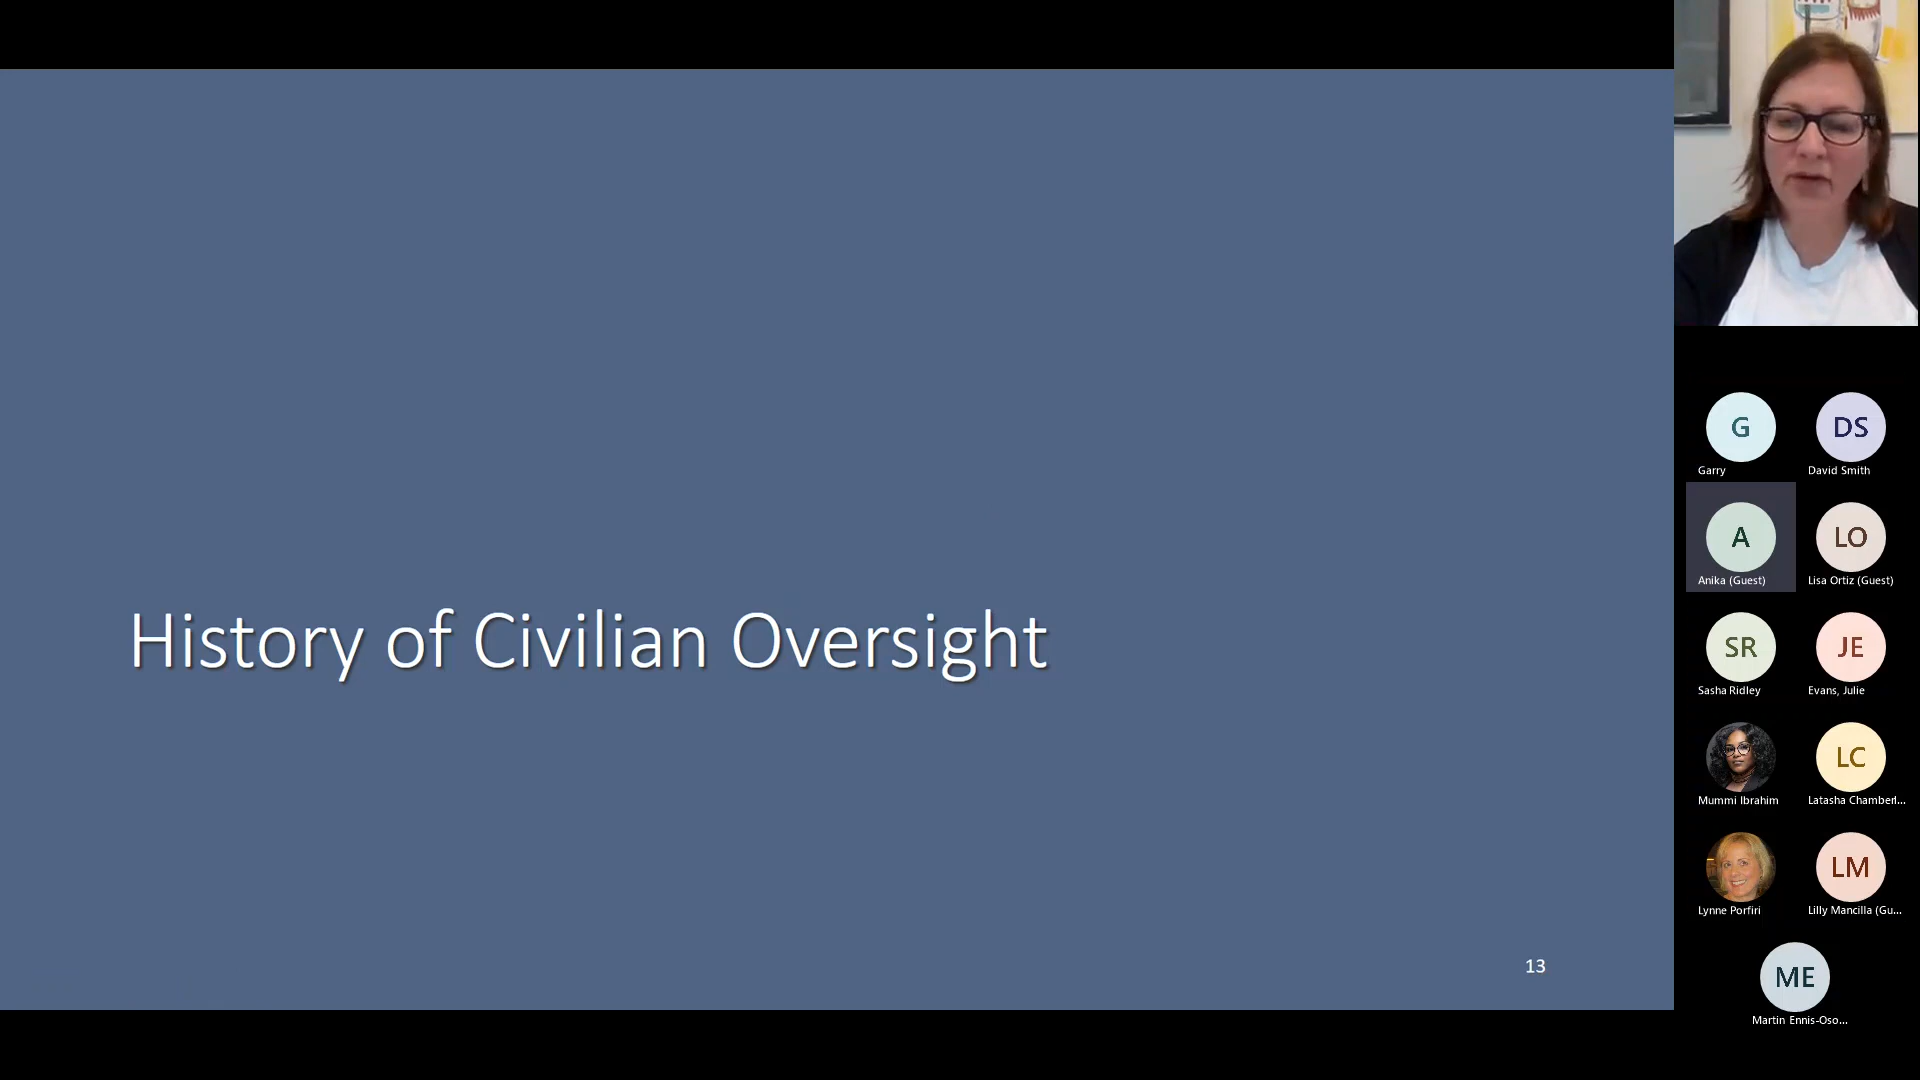 History of Civilian Oversight
13
G
Garry
DS
David Smith
A
Anika (Guest)
LO
Lisa Ortiz (Guest)
SR
Sasha Ridley
JE
Evans, Julie
Mummi Ibrahim
LC
Latasha Chamberl...
Lynne Porfiri
LM
Lilly Mancilla (Gu...
ME
Martin Ennis-Oso...